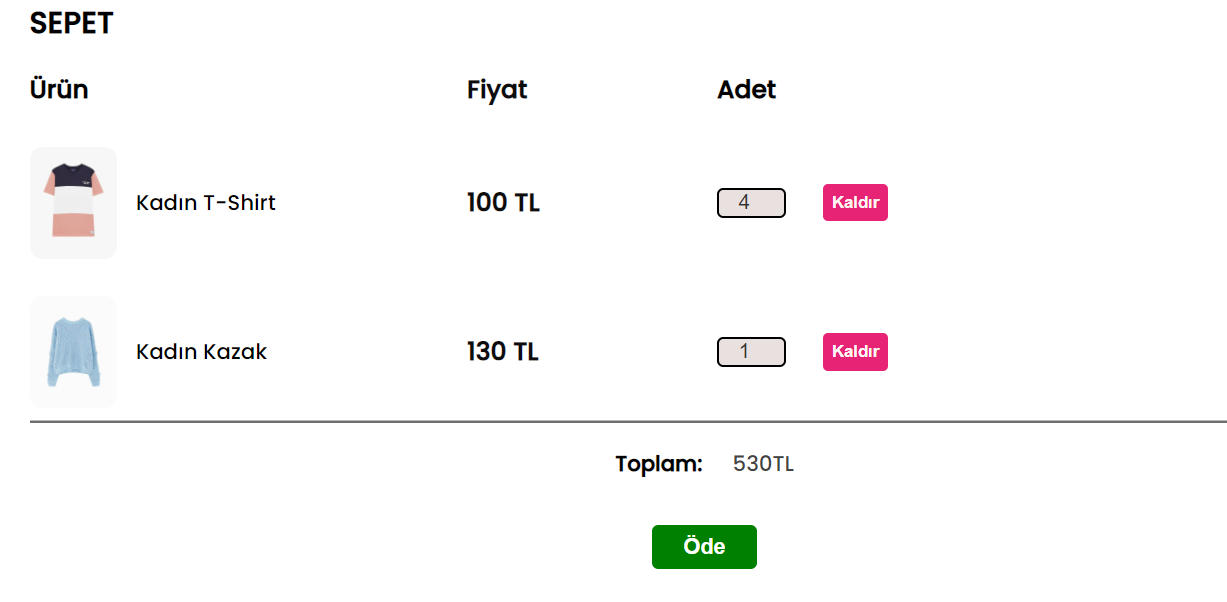 SEPET
Ürün Fiyat Adet
Kadın T-Shirt 100 TL 4 Kaldır
Kadın Kazak 130 TL 1 Kaldır
Toplam: 530TL
Öde